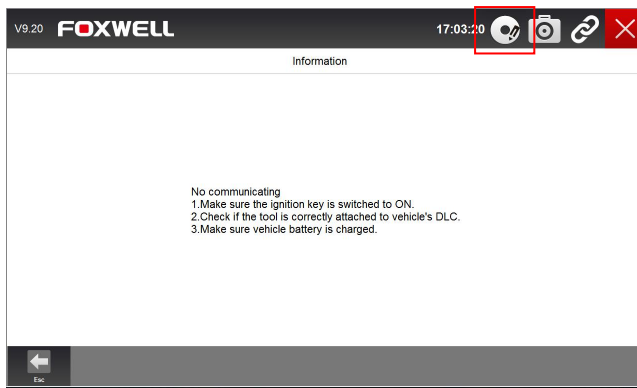 V9.20 FOXWELL 17:03:20
Information
No communicating
1.Make sure the ignition key is switched to ON.
2.Check if the tool is correctly attached to vehicle's DLC.
3.Make sure vehicle battery is charged.
Esc